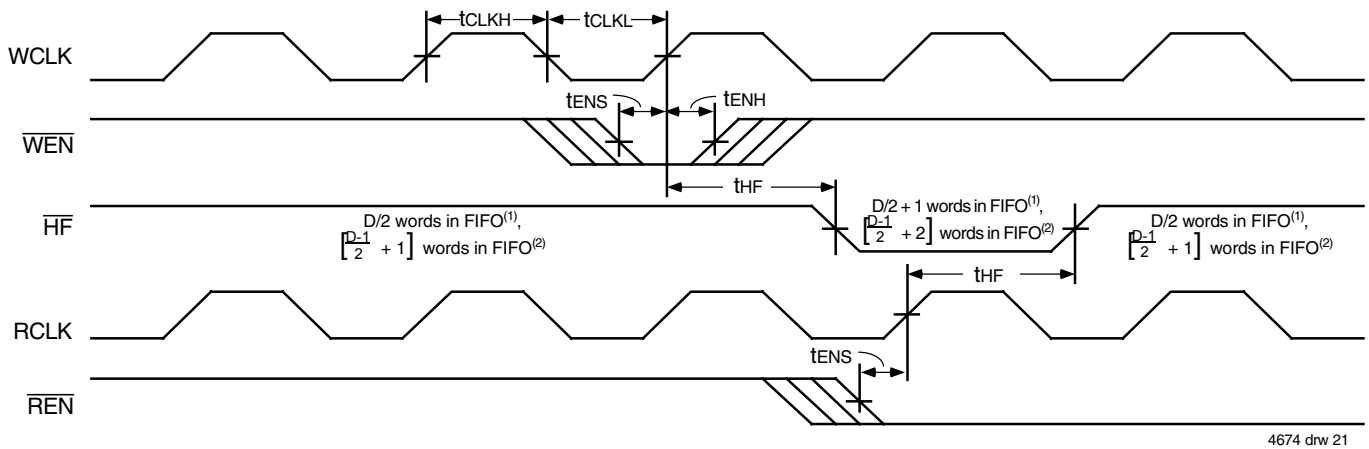 tCLKH
tCLKL
WCLK
tENS
tENH
WEN
tHF
HF
D/2 words in FIFO(1),
[D-1/2 + 1] words in FIFO(2)
D/2 + 1 words in FIFO(1),
[D-1/2 + 2] words in FIFO(2)
D/2 words in FIFO(1),
[D-1/2 + 1] words in FIFO(2)
tHF
RCLK
tENS
REN
4674 drw 21